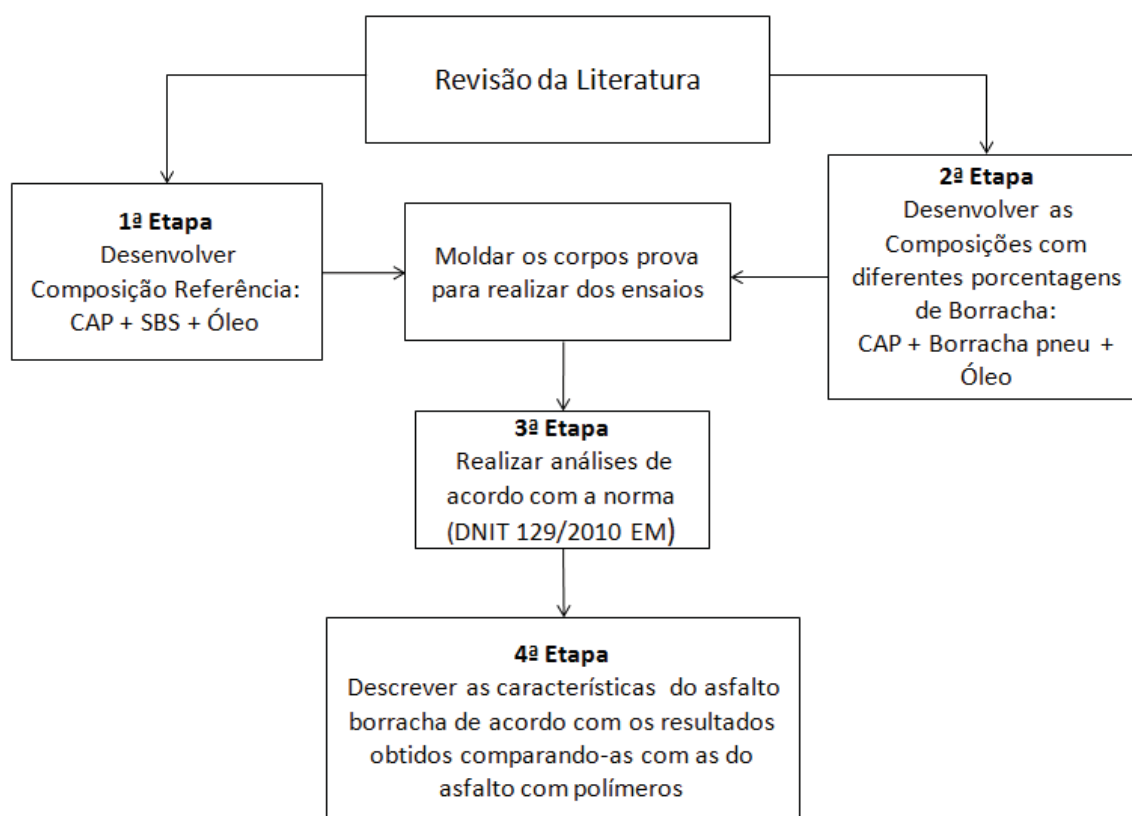 Revisão da Literatura
1ª Etapa
Desenvolver
Composição Referência:
CAP + SBS + Óleo
Moldar os corpos prova
para realizar dos ensaios
2ª Etapa
Desenvolver as
Composições com
diferentes porcentagens
de Borracha:
CAP + Borracha pneu +
Óleo
3ª Etapa
Realizar análises de
acordo com a norma
(DNIT 129/2010 EM)
4ª Etapa
Descrever as características do asfalto
borracha de acordo com os resultados
obtidos comparando-as com as do
asfalto com polímeros